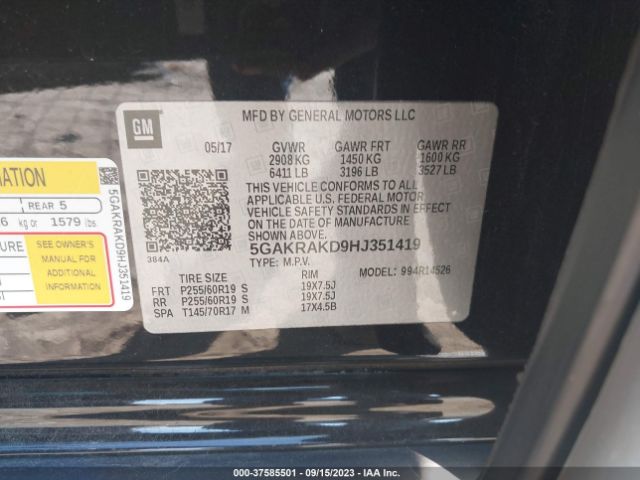 MFD BY GENERAL MOTORS LLC
GM
05/17 GVWR GAWR FRT GAWR RR
2908 KG 1450 KG 1600 KG
6411 LB 3196 LB 3527 LB
THIS VEHICLE CONFORMS TO ALL
APPLICABLE U.S. FEDERAL MOTOR
VEHICLE SAFETY STANDARDS IN EFFECT
ON THE DATE OF MANUFACTURE
SHOWN ABOVE.
384A
5GAKRAKD9HJ351419
TYPE: M.P.V. MODEL: 994R14526
TIRE SIZE RIM
FRT P255/60R19 S 19X7.5J
RR P255/60R19 S 19X7.5J
SPA T145/70R17 M 17X4.5B
REAR 5
kg or 1579 lbs.
SEE OWNER'S
MANUAL FOR
ADDITIONAL
INFORMATION
5GAKRAKD9HJ351419
000-37585501 - 09/15/2023 - IAA Inc.